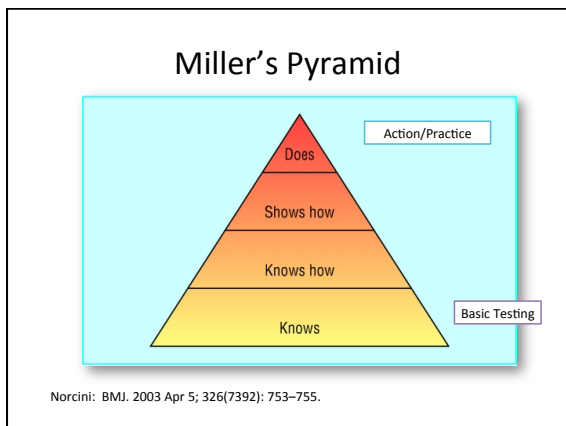 Miller’s Pyramid
Action/Practice
Does
Shows how
Knows how
Basic Testing
Knows
Norcini:  BMJ. 2003 Apr 5; 326(7392): 753–755.